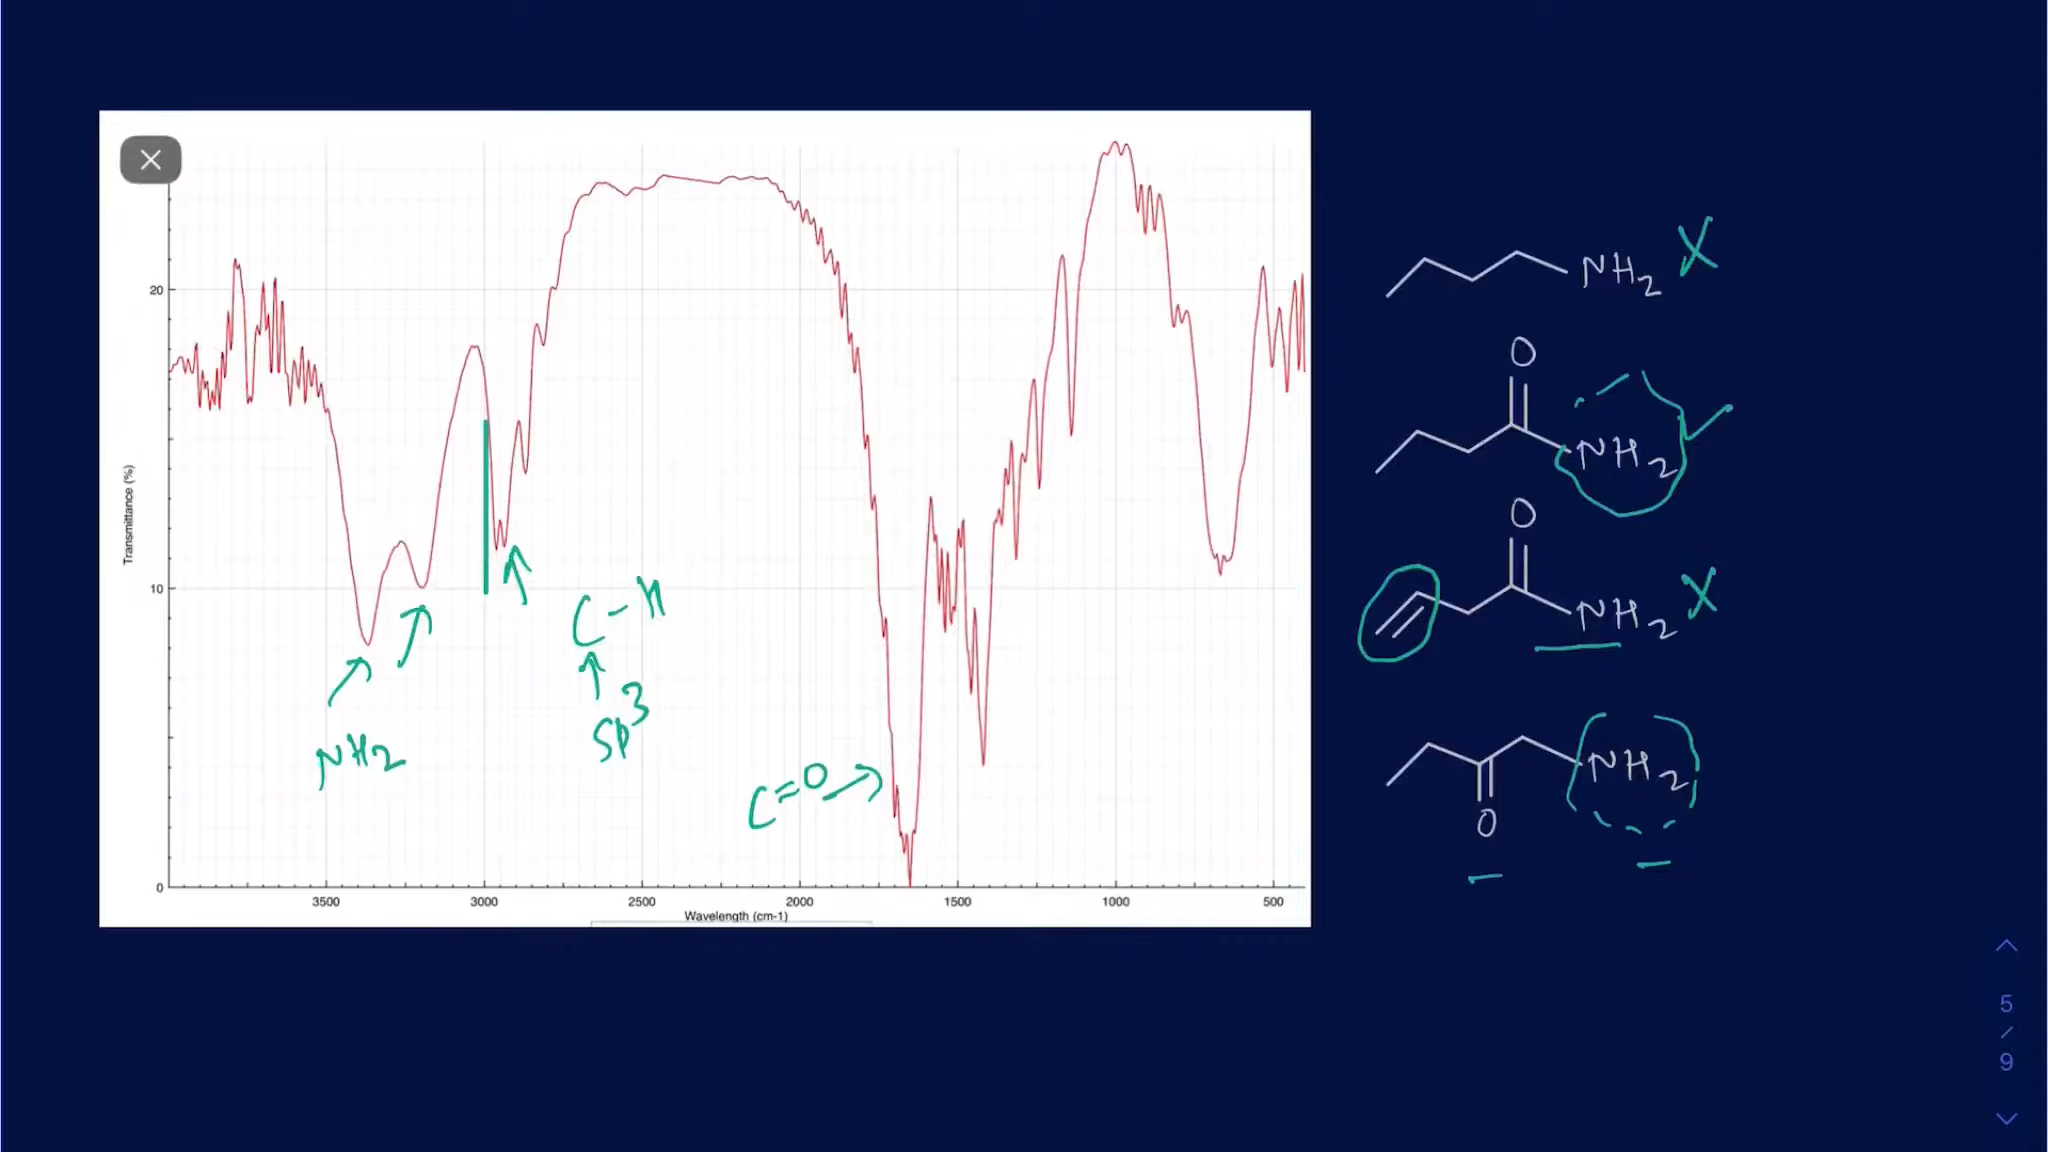 20
10
0
Transmittance (%)
3500 3000 2500 2000 1500 1000 500
Wavelength (cm-1)
NH2
C-H
sp3
C=O
NH2 X
O
NH2
O
NH2 X
NH2
O
5
/
9